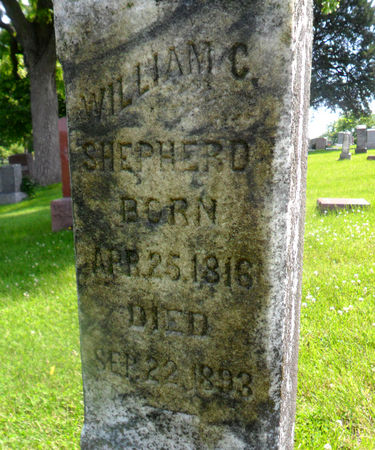 WILLIAM C.
SHEPHERD
BORN
APR. 25, 1816
DIED
SEP. 22, 1893